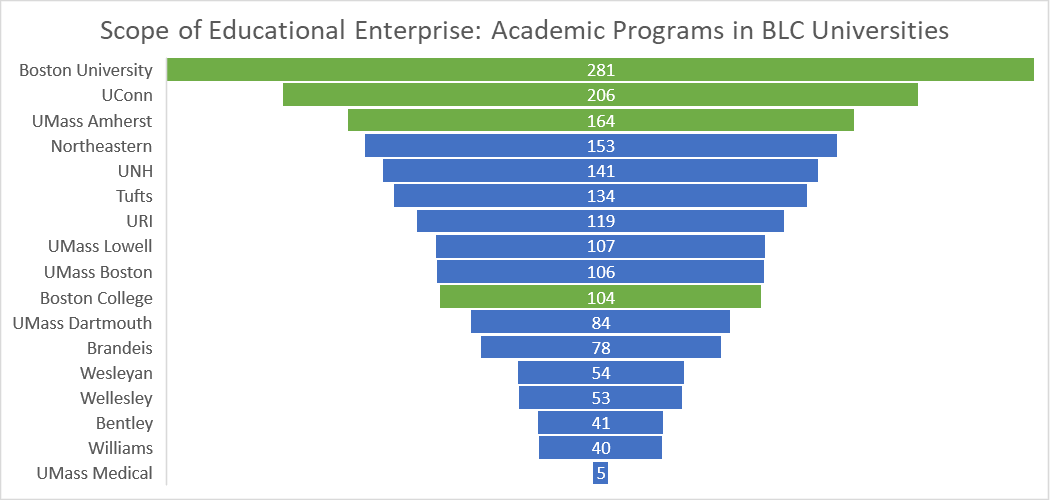 Scope of Educational Enterprise: Academic Programs in BLC Universities
Boston University 281
UConn 206
UMass Amherst 164
Northeastern 153
UNH 141
Tufts 134
URI 119
UMass Lowell 107
UMass Boston 106
Boston College 104
UMass Dartmouth 84
Brandeis 78
Wesleyan 54
Wellesley 53
Bentley 41
Williams 40
UMass Medical 5